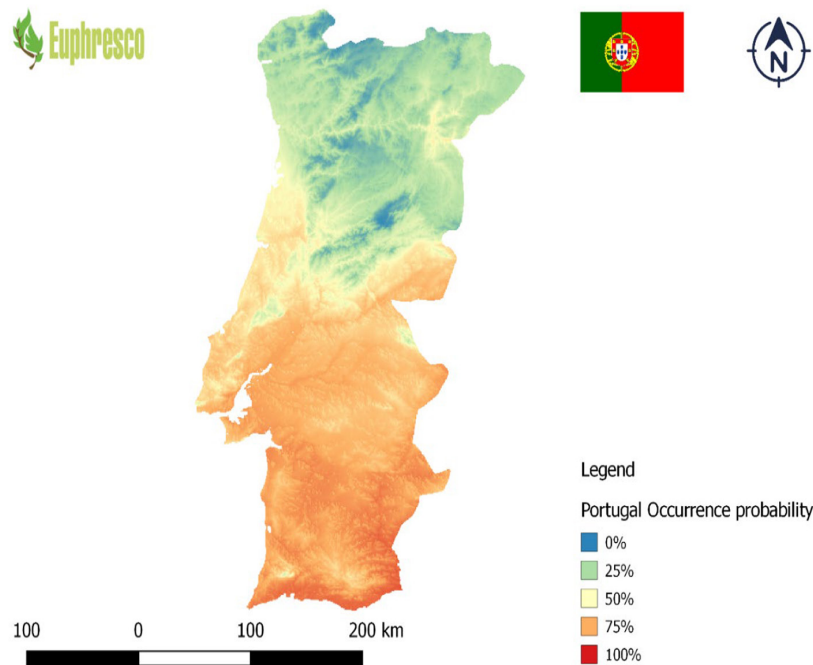 Euphresco
N
Legend
Portugal Occurrence probability
0%
25%
50%
75%
100%
100 0 100 200 km